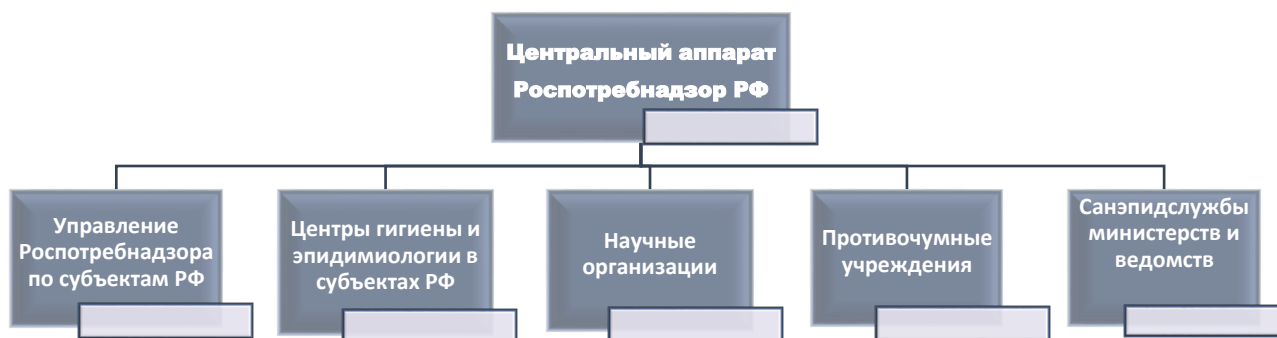 Центральный аппарат
Роспотребнадзор РФ
Управление
Роспотребнадзора
по субъектам РФ
Центры гигиены и
эпидимиологии в
субъектах РФ
Научные
организации
Противочумные
учреждения
Санэпидслужбы
министерств и
ведомств